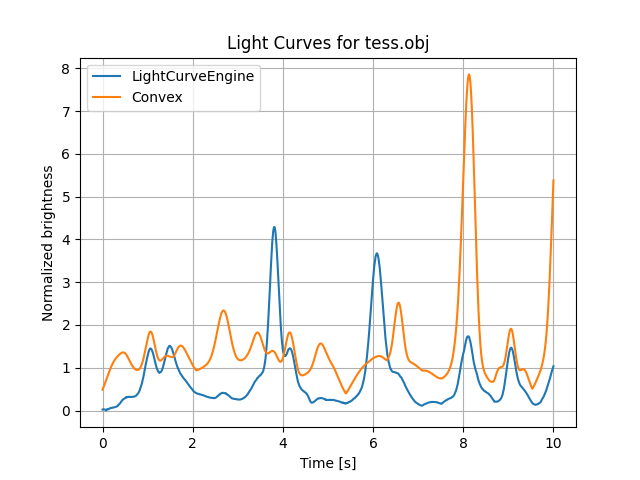 Light Curves for tess.obj
LightCurveEngine
Convex
Normalized brightness
8
7
6
5
4
3
2
1
0
0 2 4 6 8 10
Time [s]